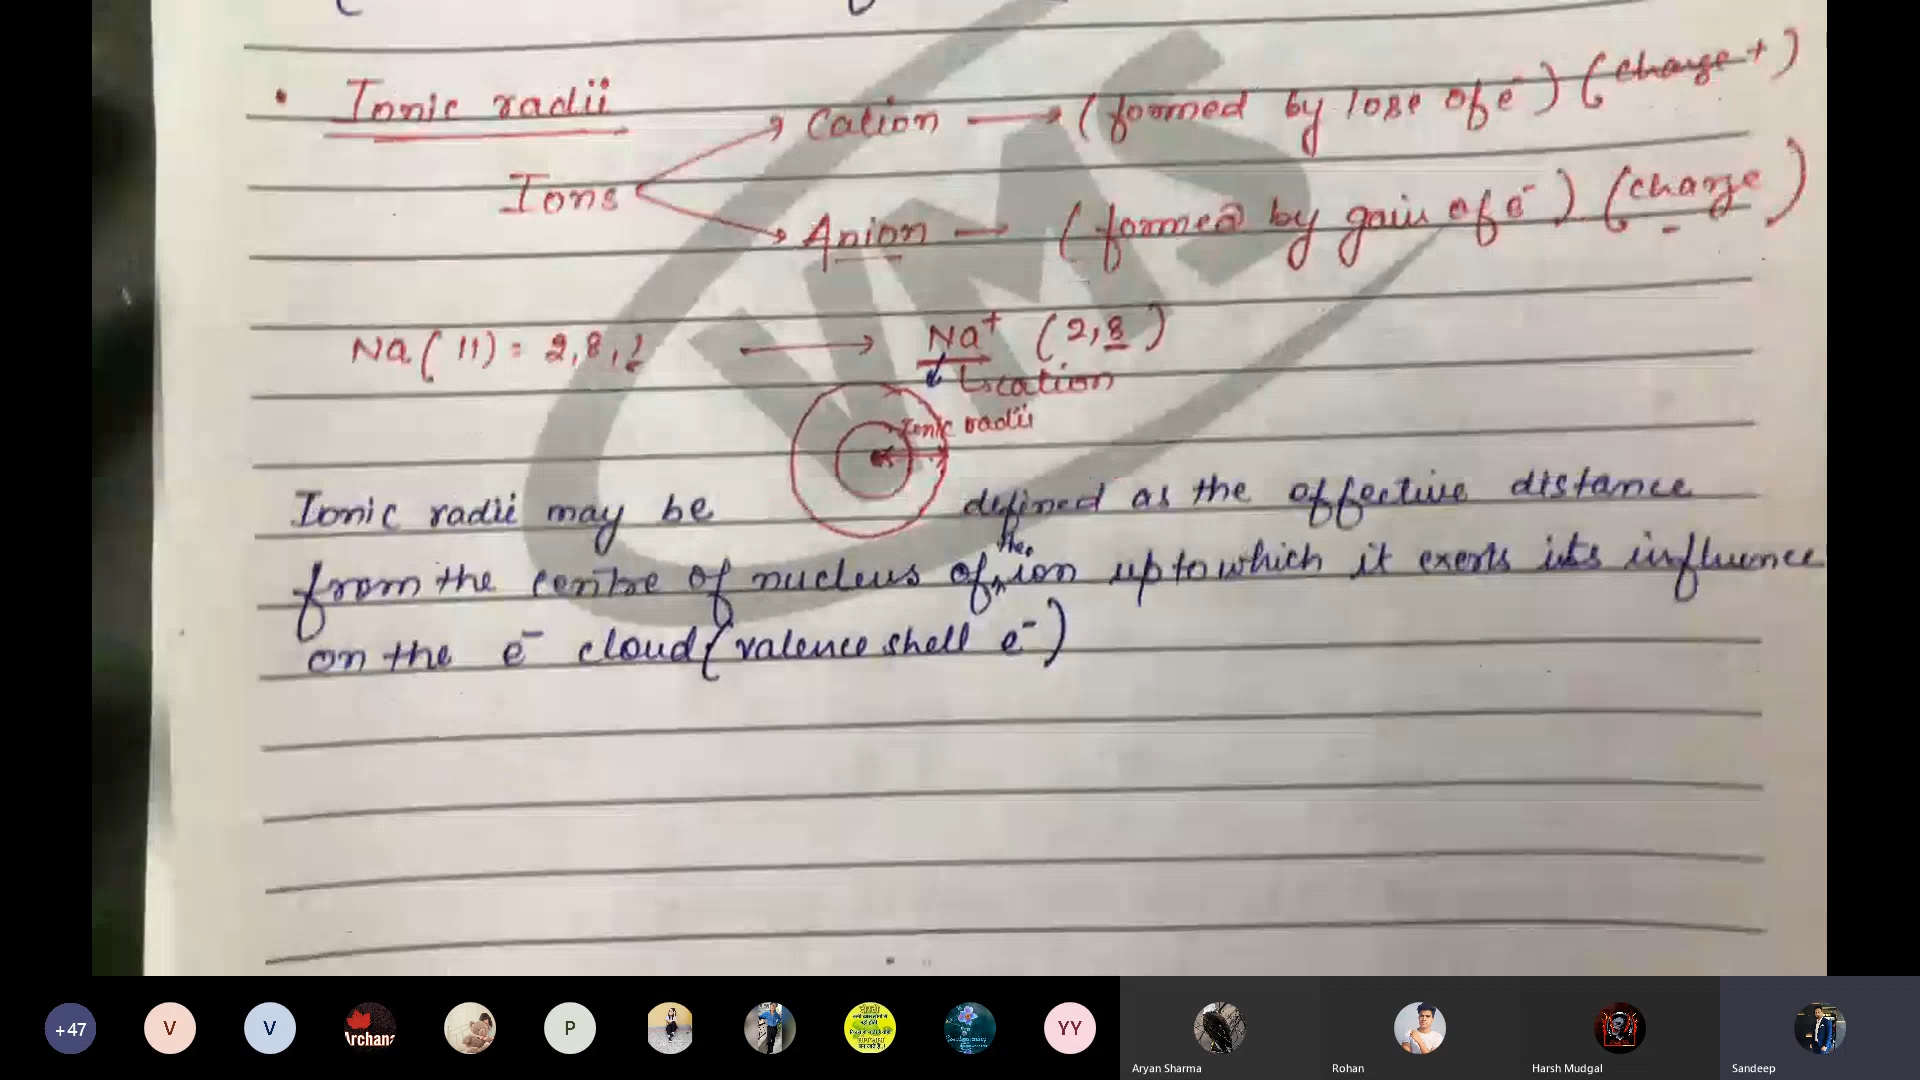 • Ionic radii
Cation → (formed by lose of e⁻) (charge +)
Ions
Anion — (formed by gain of e⁻) (charge -)
Na (11) = 2,8,1 → Na⁺ (2,8)
↳ cation
Ionic radii
Ionic radii may be defined as the effective distance
from the centre of nucleus of the ion upto which it exerts its influence
on the e⁻ cloud (valence shell e⁻)
VMS
+47
V
V
Archana
P
YY
Aryan Sharma
Rohan
Harsh Mudgal
Sandeep